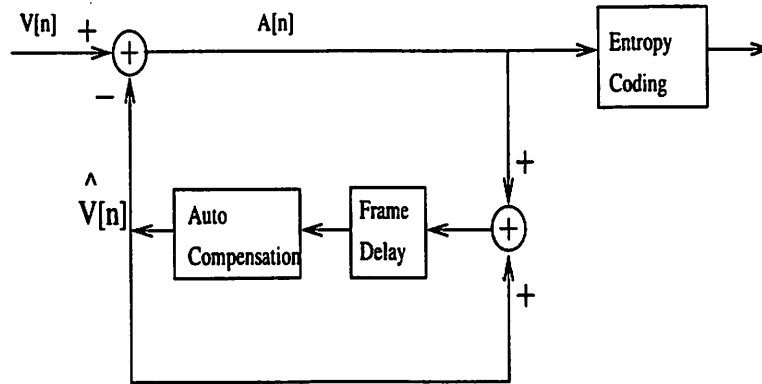 V[n] + A[n]
+
−
Entropy
Coding
+
^
V[n]
Auto
Compensation
Frame
Delay
+
+